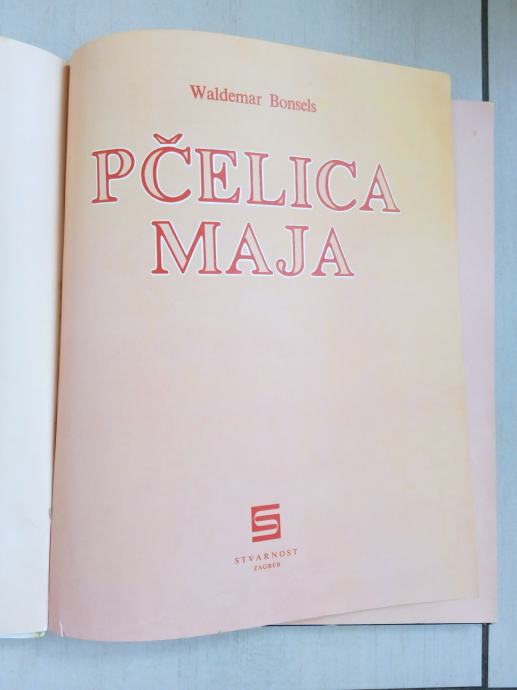 Waldemar Bonsels
PČELICA
MAJA
S
STVARNOST
ZAGREB